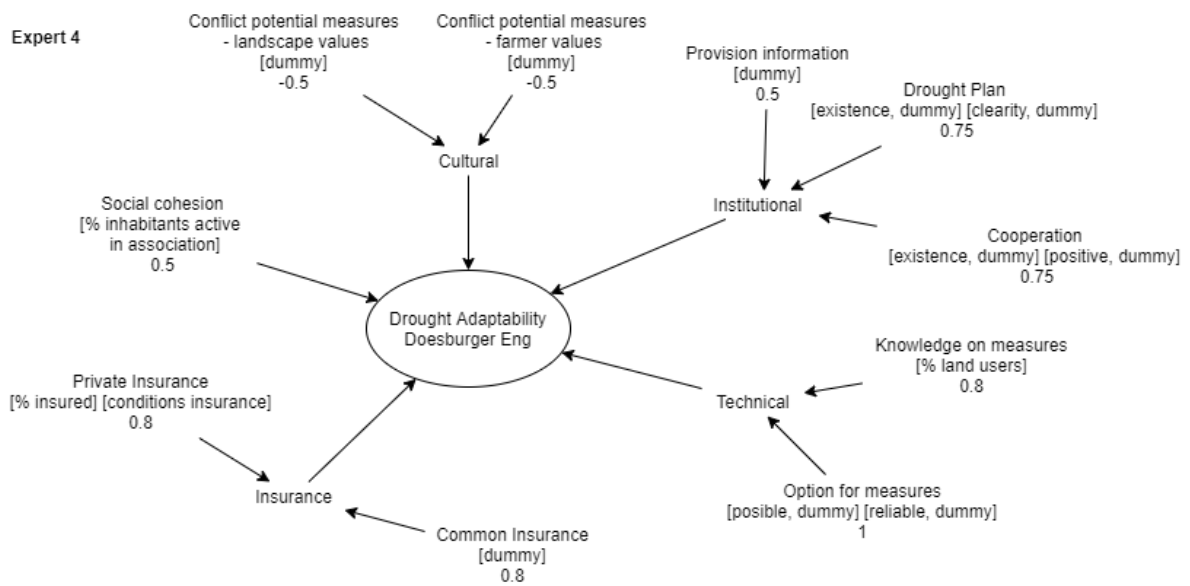 Expert 4
Conflict potential measures
- landscape values
[dummy]
-0.5
Conflict potential measures
- farmer values
[dummy]
-0.5
Provision information
[dummy]
0.5
Drought Plan
[existence, dummy] [clearity, dummy]
0.75
Cultural
Social cohesion
[% inhabitants active
in association]
0.5
Institutional
Cooperation
[existence, dummy] [positive, dummy]
0.75
Drought Adaptability
Doesburger Eng
Knowledge on measures
[% land users]
0.8
Private Insurance
[% insured] [conditions insurance]
0.8
Technical
Insurance
Option for measures
[posible, dummy] [reliable, dummy]
1
Common Insurance
[dummy]
0.8